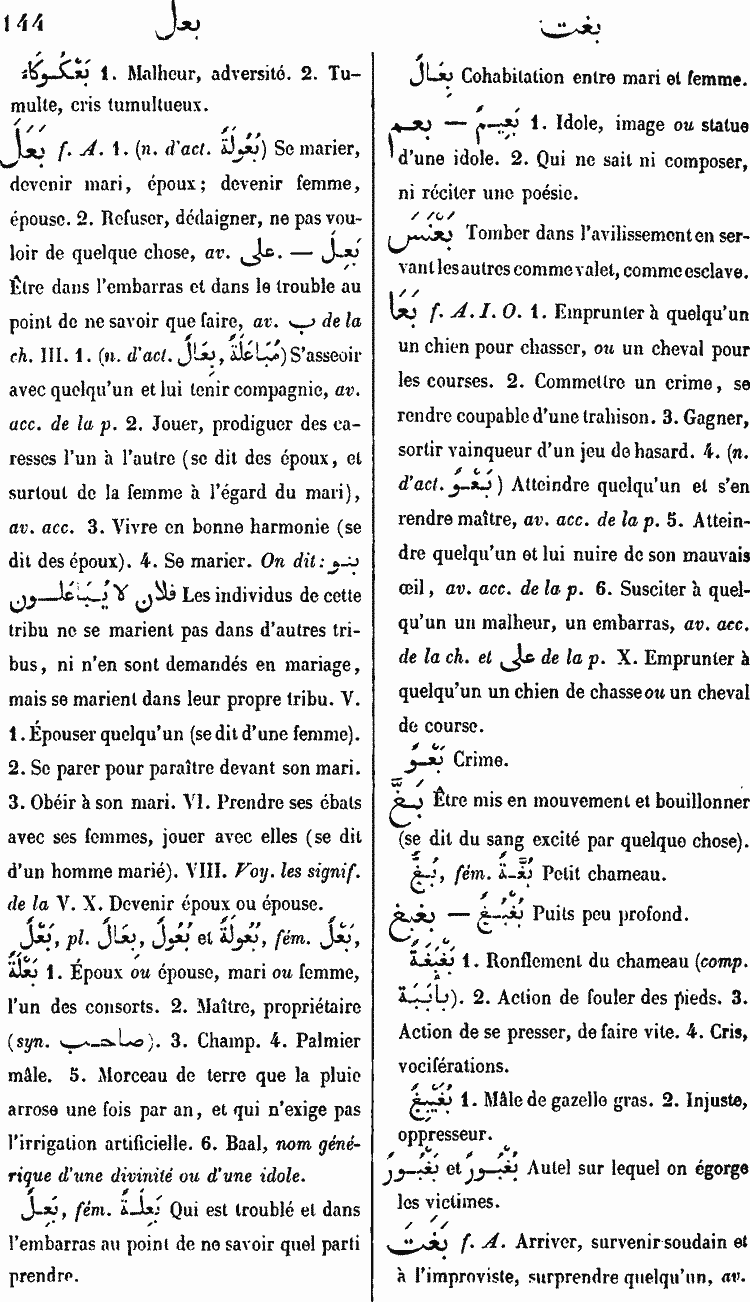 144 بعل بغت
بَعْكُوكَآءُ 1. Malheur, adversité. 2. Tu-
multe, cris tumultueux.
بَعَلَ f. A. 1. (n. d'act. بُعُولَةٌ) Se marier,
devenir mari, époux; devenir femme,
épouse. 2. Refuser, dédaigner, ne pas vou-
loir de quelque chose, av. على. — بَعِلَ
Être dans l'embarras et dans le trouble au
point de ne savoir que faire, av. ب de la
ch. III. 1. (n. d'act. مُبَاعَلَةٌ, بِعَالٌ) S'asseoir
avec quelqu'un et lui tenir compagnie, av.
acc. de la p. 2. Jouer, prodiguer des ca-
resses l'un à l'autre (se dit des époux, et
surtout de la femme à l'égard du mari),
av. acc. 3. Vivre en bonne harmonie (se
dit des époux). 4. Se marier. On dit: بنو
فلان لا يُبَاعَلُون Les individus de cette
tribu ne se marient pas dans d'autres tri-
bus, ni n'en sont demandés en mariage,
mais se marient dans leur propre tribu. V.
1. Épouser quelqu'un (se dit d'une femme).
2. Se parer pour paraître devant son mari.
3. Obéir à son mari. VI. Prendre ses ébats
avec ses femmes, jouer avec elles (se dit
d'un homme marié). VIII. Voy. les signif.
de la V. X. Devenir époux ou épouse.
بَعْلٌ, pl. بِعَالٌ, بُعُولٌ et بُعُولَةٌ, fém. بَعْلٌ,
بَعْلَةٌ 1. Époux ou épouse, mari ou femme,
l'un des consorts. 2. Maître, propriétaire
(syn. صاحب). 3. Champ. 4. Palmier
mâle. 5. Morceau de terre que la pluie
arrose une fois par an, et qui n'exige pas
l'irrigation artificielle. 6. Baal, nom géné-
rique d'une divinité ou d'une idole.
بَعِلٌ, fém. بَعِلَةٌ Qui est troublé et dans
l'embarras au point de ne savoir quel parti
prendre.
بِعَالٌ Cohabitation entre mari et femme.
بعم — بَعِيمٌ 1. Idole, image ou statue
d'une idole. 2. Qui ne sait ni composer,
ni réciter une poésie.
بَعْنَسَ Tomber dans l'avilissement en ser-
vant les autres comme valet, comme esclave.
بَعَا f. A. I. O. 1. Emprunter à quelqu'un
un chien pour chasser, ou un cheval pour
les courses. 2. Commettre un crime, se
rendre coupable d'une trahison. 3. Gagner,
sortir vainqueur d'un jeu de hasard. 4. (n.
d'act. بَعْوٌ) Atteindre quelqu'un et s'en
rendre maître, av. acc. de la p. 5. Attein-
dre quelqu'un et lui nuire de son mauvais
œil, av. acc. de la p. 6. Susciter à quel-
qu'un un malheur, un embarras, av. acc.
de la ch. et على de la p. X. Emprunter à
quelqu'un un chien de chasse ou un cheval
de course.
بَعْوٌ Crime.
بَغَّ Être mis en mouvement et bouillonner
(se dit du sang excité par quelque chose).
بُغٌّ, fém. بُغَّةٌ Petit chameau.
بغبغ — بُغْبُغٌ Puits peu profond.
بَغْبَغَةٌ 1. Ronflement du chameau (comp.
بأببة). 2. Action de fouler des pieds. 3.
Action de se presser, de faire vite. 4. Cris,
vociférations.
بُغَيْبِغٌ 1. Mâle de gazelle gras. 2. Injuste,
oppresseur.
بُغْبُورٌ et بَغْبُورٌ Autel sur lequel on égorge
les victimes.
بَغَتَ f. A. Arriver, survenir soudain et
à l'improviste, surprendre quelqu'un, av.